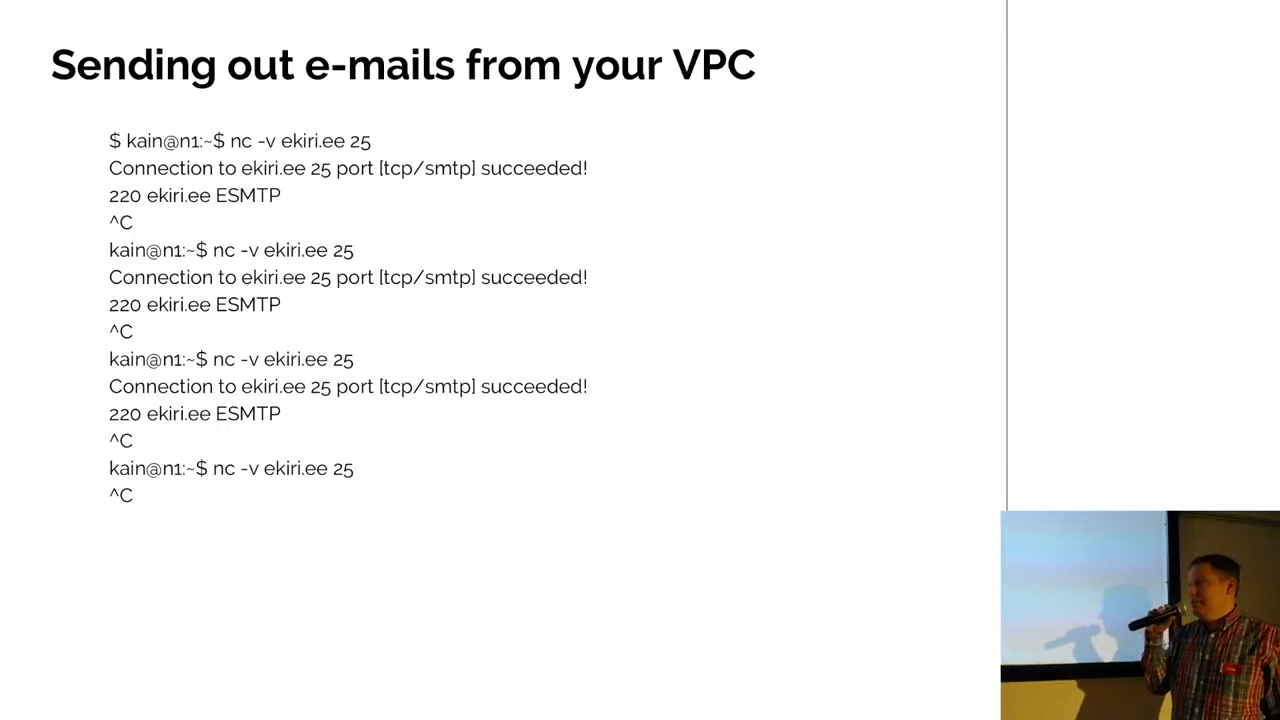 Sending out e-mails from your VPC
$ kain@n1:~$ nc -v ekiri.ee 25
Connection to ekiri.ee 25 port [tcp/smtp] succeeded!
220 ekiri.ee ESMTP
^C
kain@n1:~$ nc -v ekiri.ee 25
Connection to ekiri.ee 25 port [tcp/smtp] succeeded!
220 ekiri.ee ESMTP
^C
kain@n1:~$ nc -v ekiri.ee 25
Connection to ekiri.ee 25 port [tcp/smtp] succeeded!
220 ekiri.ee ESMTP
^C
kain@n1:~$ nc -v ekiri.ee 25
^C